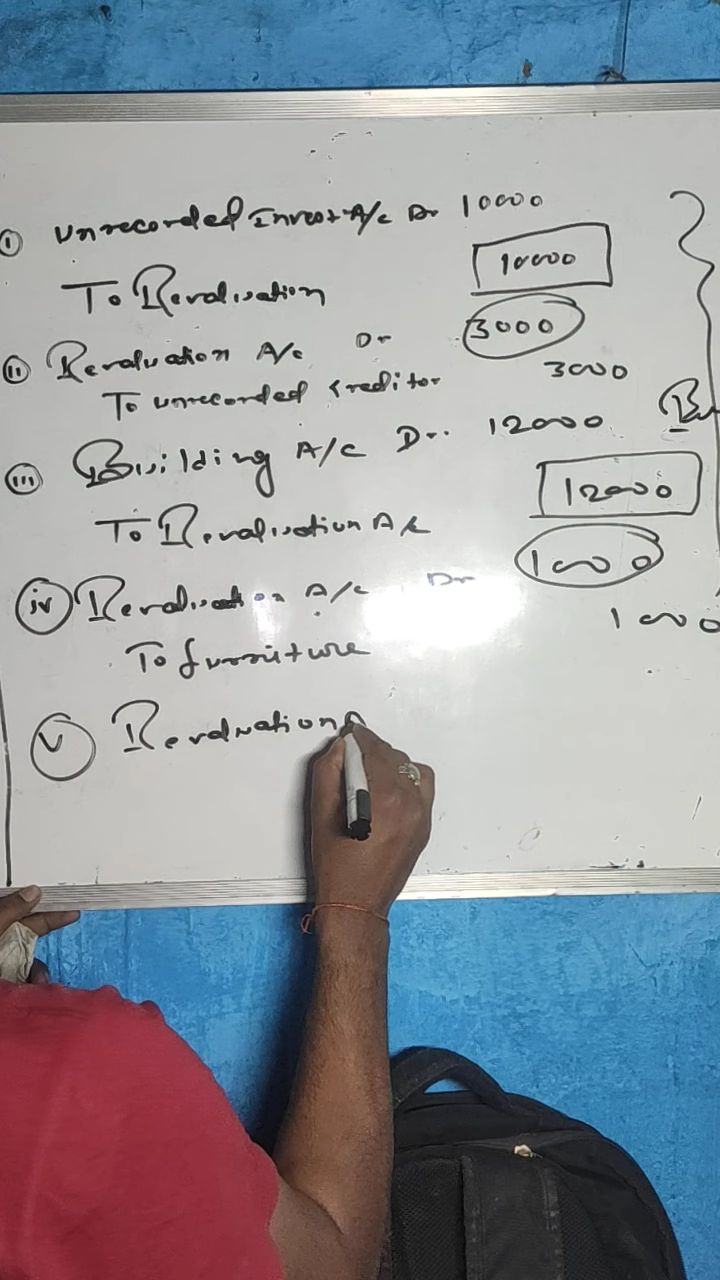 ① Unrecorded Invest A/c Dr 10000
To Revaluation 10000
② Revaluation A/c Dr 3000
To unrecorded creditor 3000
③ Building A/c Dr. 12000
To Revaluation A/c 12000
④ Revaluation A/c Dr 1000
To furniture 1000
Ⓥ Revaluation A